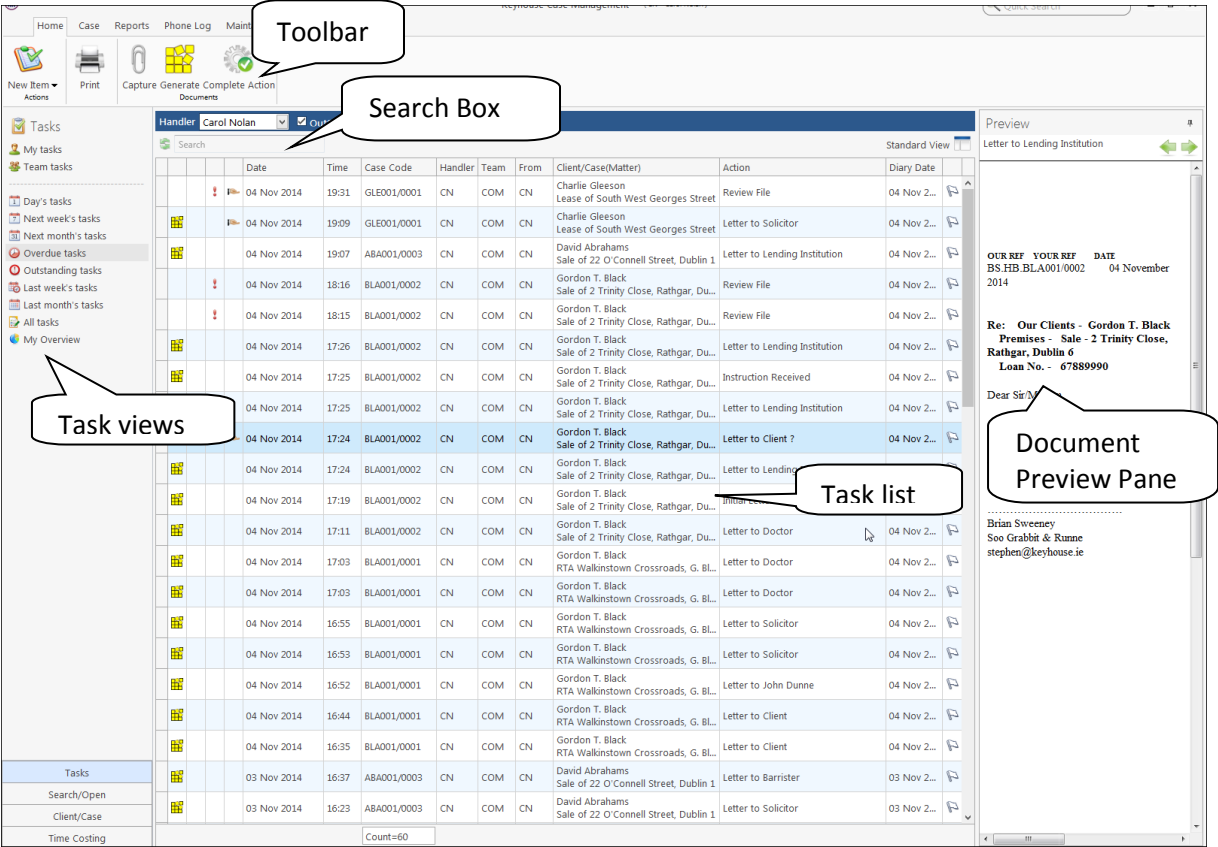 Keyhouse Case Management
Quick Search
Home Case Reports Phone Log Maint
Toolbar
New Item
Actions
Print
Capture Generate Complete Action
Documents
Search Box
Tasks
My tasks
Team tasks
Day's tasks
Next week's tasks
Next month's tasks
Overdue tasks
Outstanding tasks
Last week's tasks
Last month's tasks
All tasks
My Overview
Task views
Tasks
Search/Open
Client/Case
Time Costing
Handler Carol Nolan
Search
Standard View
Date Time Case Code Handler Team From Client/Case(Matter) Action Diary Date
04 Nov 2014 19:31 GLE001/0001 CN COM CN Charlie Gleeson Review File 04 Nov 2...
Lease of South West Georges Street
04 Nov 2014 19:09 GLE001/0001 CN COM CN Charlie Gleeson Letter to Solicitor 04 Nov 2...
Lease of South West Georges Street
04 Nov 2014 19:07 ABA001/0003 CN COM CN David Abrahams Letter to Lending Institution 04 Nov 2...
Sale of 22 O'Connell Street, Dublin 1
04 Nov 2014 18:16 BLA001/0002 CN COM CN Gordon T. Black Review File 04 Nov 2...
Sale of 2 Trinity Close, Rathgar, Du...
04 Nov 2014 18:15 BLA001/0002 CN COM CN Gordon T. Black Review File 04 Nov 2...
Sale of 2 Trinity Close, Rathgar, Du...
04 Nov 2014 17:26 BLA001/0002 CN COM CN Gordon T. Black Letter to Lending Institution 04 Nov 2...
Sale of 2 Trinity Close, Rathgar, Du...
04 Nov 2014 17:25 BLA001/0002 CN COM CN Gordon T. Black Instruction Received 04 Nov 2...
Sale of 2 Trinity Close, Rathgar, Du...
04 Nov 2014 17:25 BLA001/0002 CN COM CN Gordon T. Black Letter to Lending Institution 04 Nov 2...
Sale of 2 Trinity Close, Rathgar, Du...
04 Nov 2014 17:24 BLA001/0002 CN COM CN Gordon T. Black Letter to Client ? 04 Nov 2...
Sale of 2 Trinity Close, Rathgar, Du...
04 Nov 2014 17:24 BLA001/0002 CN COM CN Gordon T. Black Letter to Lending
Sale of 2 Trinity Close, Rathgar, Du...
Task list
04 Nov 2014 17:19 BLA001/0002 CN COM CN Gordon T. Black 04 Nov 2...
Sale of 2 Trinity Close, Rathgar, Du...
04 Nov 2014 17:11 BLA001/0002 CN COM CN Gordon T. Black Letter to Doctor 04 Nov 2...
Sale of 2 Trinity Close, Rathgar, Du...
04 Nov 2014 17:03 BLA001/0001 CN COM CN Gordon T. Black Letter to Doctor 04 Nov 2...
RTA Walkinstown Crossroads, G. Bl...
04 Nov 2014 17:03 BLA001/0001 CN COM CN Gordon T. Black Letter to Doctor 04 Nov 2...
RTA Walkinstown Crossroads, G. Bl...
04 Nov 2014 16:55 BLA001/0001 CN COM CN Gordon T. Black Letter to Solicitor 04 Nov 2...
RTA Walkinstown Crossroads, G. Bl...
04 Nov 2014 16:53 BLA001/0001 CN COM CN Gordon T. Black Letter to Solicitor 04 Nov 2...
RTA Walkinstown Crossroads, G. Bl...
04 Nov 2014 16:52 BLA001/0001 CN COM CN Gordon T. Black Letter to John Dunne 04 Nov 2...
RTA Walkinstown Crossroads, G. Bl...
04 Nov 2014 16:44 BLA001/0001 CN COM CN Gordon T. Black Letter to Client 04 Nov 2...
RTA Walkinstown Crossroads, G. Bl...
04 Nov 2014 16:35 BLA001/0001 CN COM CN Gordon T. Black Letter to Client 04 Nov 2...
RTA Walkinstown Crossroads, G. Bl...
03 Nov 2014 16:37 ABA001/0003 CN COM CN David Abrahams Letter to Barrister 03 Nov 2...
Sale of 22 O'Connell Street, Dublin 1
03 Nov 2014 16:23 ABA001/0003 CN COM CN David Abrahams Letter to Solicitor 03 Nov 2...
Sale of 22 O'Connell Street, Dublin 1
Count=60
Preview
Letter to Lending Institution
OUR REF YOUR REF DATE
BS.HB.BLA001/0002 04 November
2014
Re: Our Clients - Gordon T. Black
Premises - Sale - 2 Trinity Close,
Rathgar, Dublin 6
Loan No. - 67889990
Dear Sir/M
Document
Preview Pane
Brian Sweeney
Soo Grabbit & Runne
stephen@keyhouse.ie